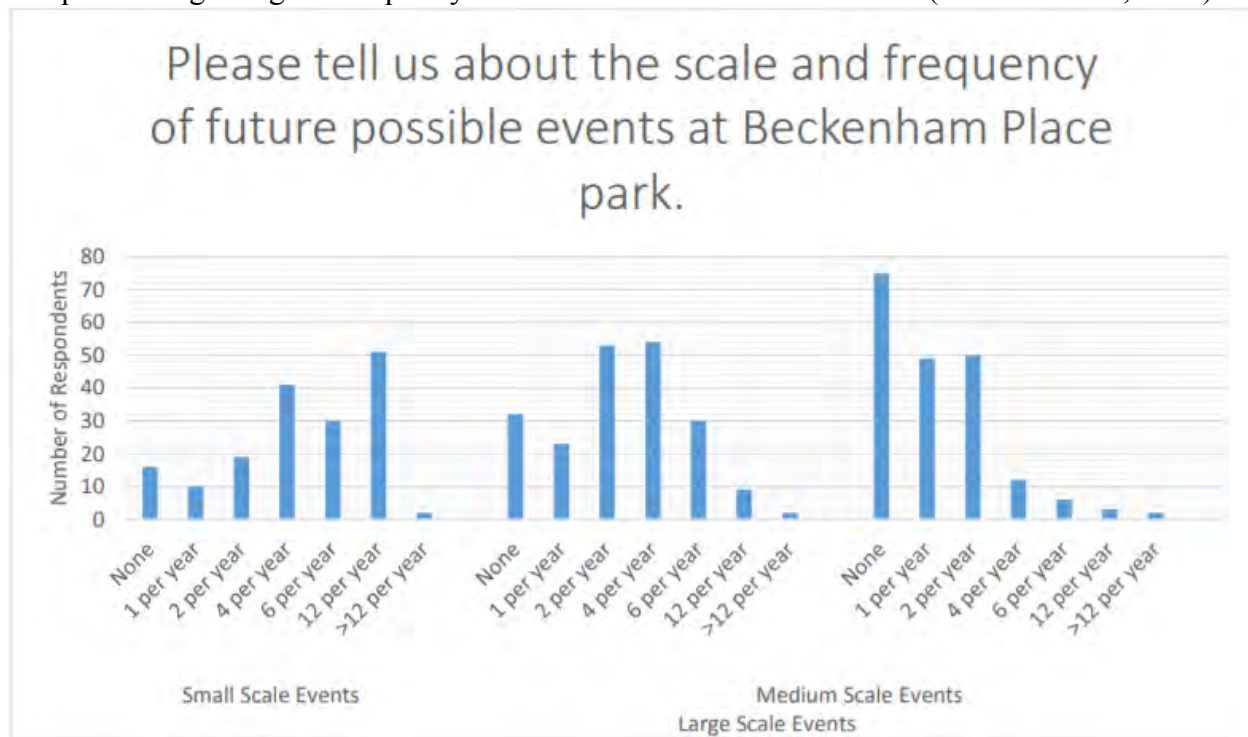 Please tell us about the scale and frequency
of future possible events at Beckenham Place
park.
Number of Respondents
80
70
60
50
40
30
20
10
0
None
1 per year
2 per year
4 per year
6 per year
12 per year
>12 per year
None
1 per year
2 per year
4 per year
6 per year
12 per year
>12 per year
None
1 per year
2 per year
4 per year
6 per year
12 per year
>12 per year
Small Scale Events
Medium Scale Events
Large Scale Events